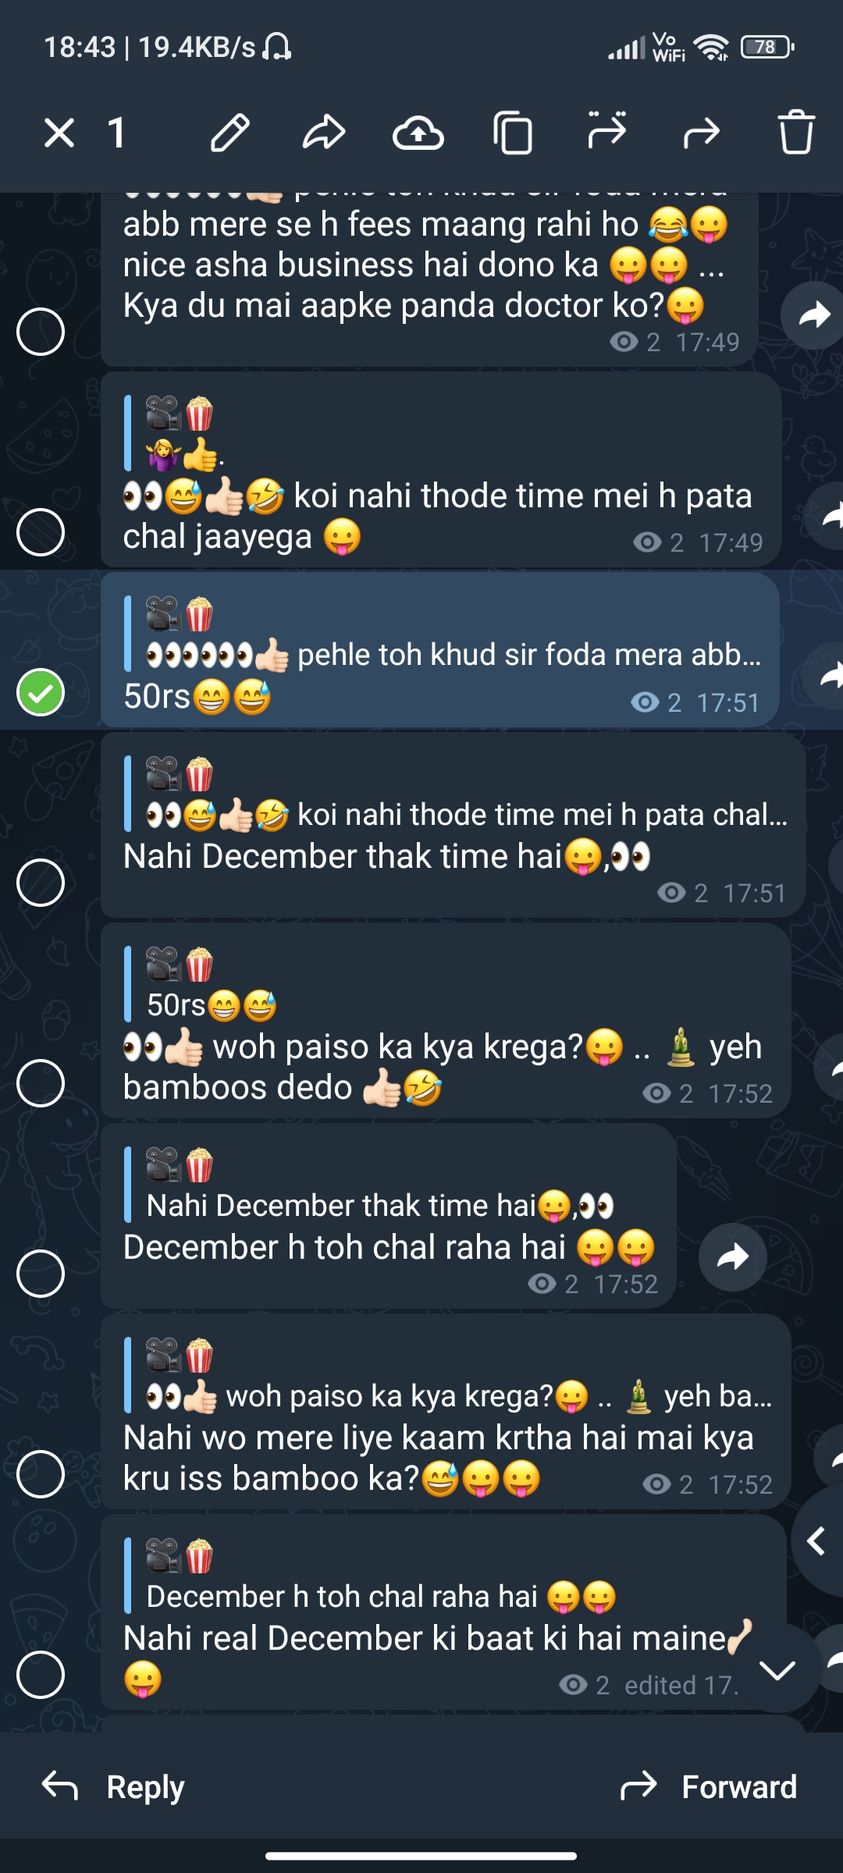 18:43 | 19.4KB/s
Vo
WiFi
78
1
pehle toh khud sir foda mera
abb mere se h fees maang rahi ho 😂😛
nice asha business hai dono ka 😛😛 ...
Kya du mai aapke panda doctor ko?😛
2 17:49
🎥🍿
🤷‍♀️👍.
👀😅👍🏻🤣 koi nahi thode time mei h pata
chal jaayega 😛
2 17:49
🎥🍿
👀👀👀👍🏻 pehle toh khud sir foda mera abb...
50rs😁😅
2 17:51
🎥🍿
👀😅👍🏻🤣 koi nahi thode time mei h pata chal...
Nahi December thak time hai😛,👀
2 17:51
🎥🍿
50rs😁😅
👀👍🏻 woh paiso ka kya krega?😛 .. 🎍 yeh
bamboos dedo 👍🏻🤣
2 17:52
🎥🍿
Nahi December thak time hai😛,👀
December h toh chal raha hai 😛😛
2 17:52
🎥🍿
👀👍🏻 woh paiso ka kya krega?😛 .. 🎍 yeh ba...
Nahi wo mere liye kaam krtha hai mai kya
kru iss bamboo ka?😅😛😛
2 17:52
🎥🍿
December h toh chal raha hai 😛😛
Nahi real December ki baat ki hai maine
😛
2 edited 17.
Reply
Forward